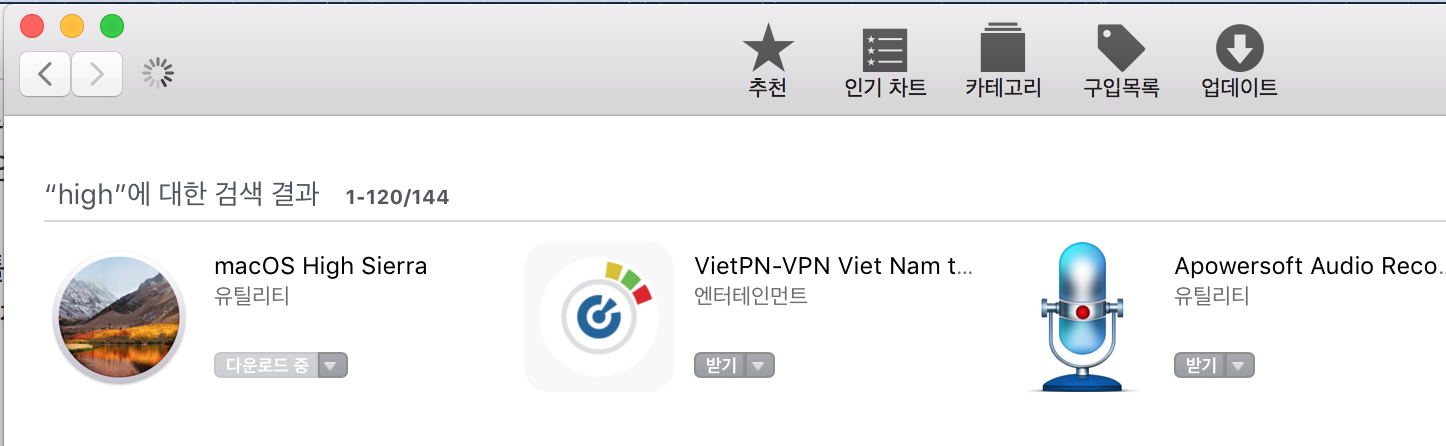 추천 인기 차트 카테고리 구입목록 업데이트
“high”에 대한 검색 결과 1-120/144
macOS High Sierra
유틸리티
다운로드 중
VietPN-VPN Viet Nam t...
엔터테인먼트
받기
Apowersoft Audio Reco...
유틸리티
받기